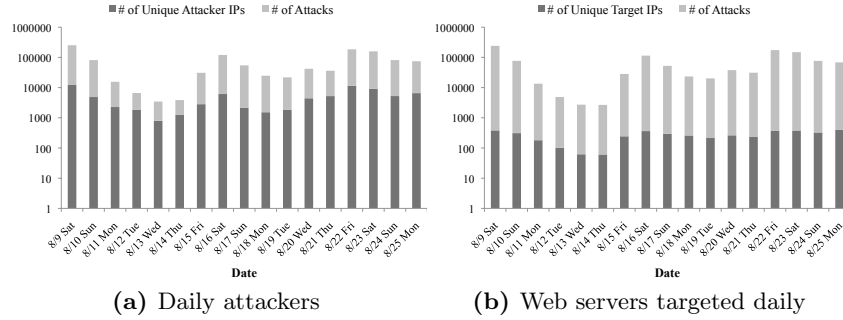 # of Unique Attacker IPs # of Attacks
1000000
100000
10000
1000
100
10
1
8/9 Sat
8/10 Sun
8/11 Mon
8/12 Tue
8/13 Wed
8/14 Thu
8/15 Fri
8/16 Sat
8/17 Sun
8/18 Mon
8/19 Tue
8/20 Wed
8/21 Thu
8/22 Fri
8/23 Sat
8/24 Sun
8/25 Mon
Date
(a) Daily attackers
# of Unique Target IPs # of Attacks
1000000
100000
10000
1000
100
10
1
8/9 Sat
8/10 Sun
8/11 Mon
8/12 Tue
8/13 Wed
8/14 Thu
8/15 Fri
8/16 Sat
8/17 Sun
8/18 Mon
8/19 Tue
8/20 Wed
8/21 Thu
8/22 Fri
8/23 Sat
8/24 Sun
8/25 Mon
Date
(b) Web servers targeted daily